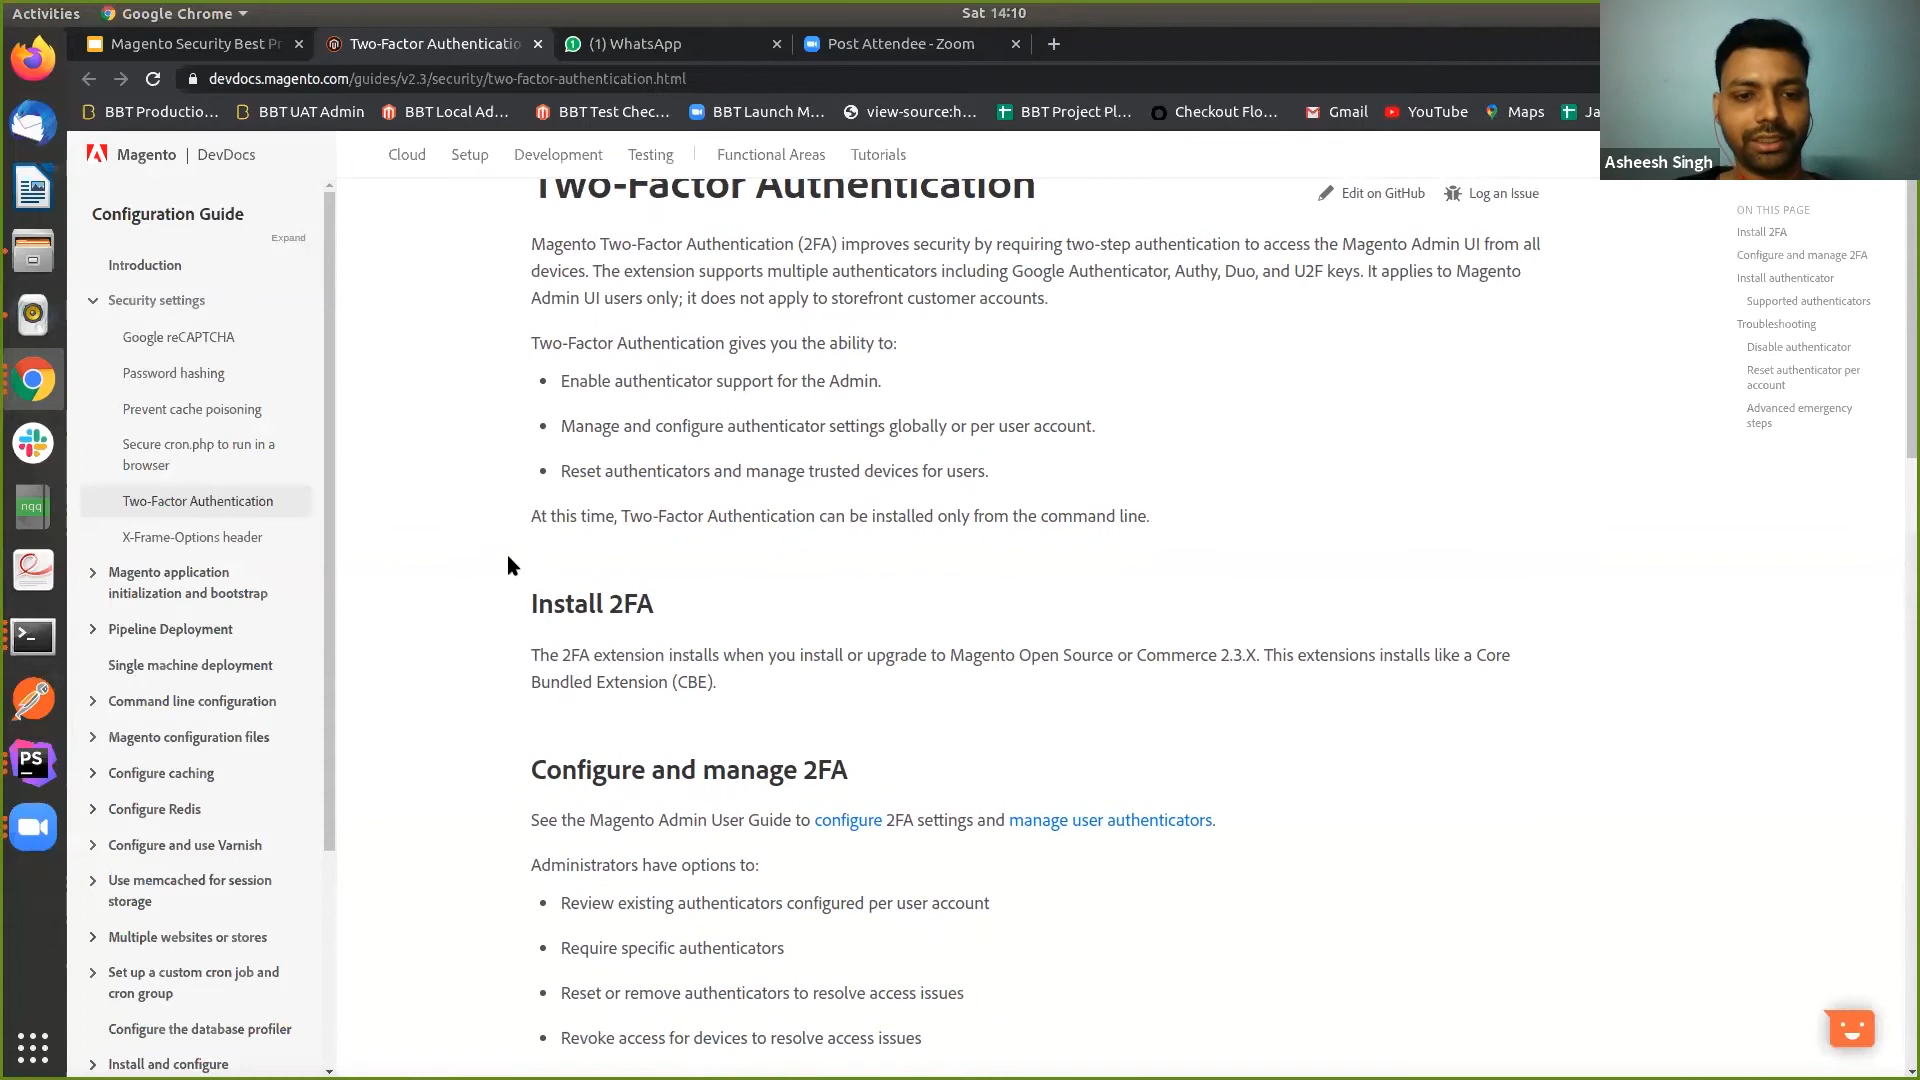 Activities
Google Chrome
Sat 14:10
Magento Security Best Pr
Two-Factor Authenticatio
(1) WhatsApp
Post Attendee - Zoom
devdocs.magento.com/guides/v2.3/security/two-factor-authentication.html
BBT Productio...
BBT UAT Admin
BBT Local Ad...
BBT Test Chec...
BBT Launch M...
view-source:h...
BBT Project Pl...
Checkout Flo...
Gmail
YouTube
Maps
Ja
Asheesh Singh
Magento | DevDocs
Cloud
Setup
Development
Testing
Functional Areas
Tutorials
Configuration Guide
Expand
Introduction
Security settings
Google reCAPTCHA
Password hashing
Prevent cache poisoning
Secure cron.php to run in a
browser
Two-Factor Authentication
X-Frame-Options header
Magento application
initialization and bootstrap
Pipeline Deployment
Single machine deployment
Command line configuration
Magento configuration files
Configure caching
Configure Redis
Configure and use Varnish
Use memcached for session
storage
Multiple websites or stores
Set up a custom cron job and
cron group
Configure the database profiler
Install and configure
nqq
PS
Two-Factor Authentication
Edit on GitHub
Log an Issue
Magento Two-Factor Authentication (2FA) improves security by requiring two-step authentication to access the Magento Admin UI from all
devices. The extension supports multiple authenticators including Google Authenticator, Authy, Duo, and U2F keys. It applies to Magento
Admin UI users only; it does not apply to storefront customer accounts.
Two-Factor Authentication gives you the ability to:
• Enable authenticator support for the Admin.
• Manage and configure authenticator settings globally or per user account.
• Reset authenticators and manage trusted devices for users.
At this time, Two-Factor Authentication can be installed only from the command line.
Install 2FA
The 2FA extension installs when you install or upgrade to Magento Open Source or Commerce 2.3.X. This extensions installs like a Core
Bundled Extension (CBE).
Configure and manage 2FA
See the Magento Admin User Guide to configure 2FA settings and manage user authenticators.
Administrators have options to:
• Review existing authenticators configured per user account
• Require specific authenticators
• Reset or remove authenticators to resolve access issues
• Revoke access for devices to resolve access issues
ON THIS PAGE
Install 2FA
Configure and manage 2FA
Install authenticator
Supported authenticators
Troubleshooting
Disable authenticator
Reset authenticator per
account
Advanced emergency
steps